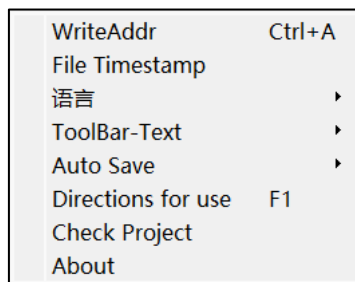 WriteAddr Ctrl+A
File Timestamp
语言
ToolBar-Text
Auto Save
Directions for use F1
Check Project
About